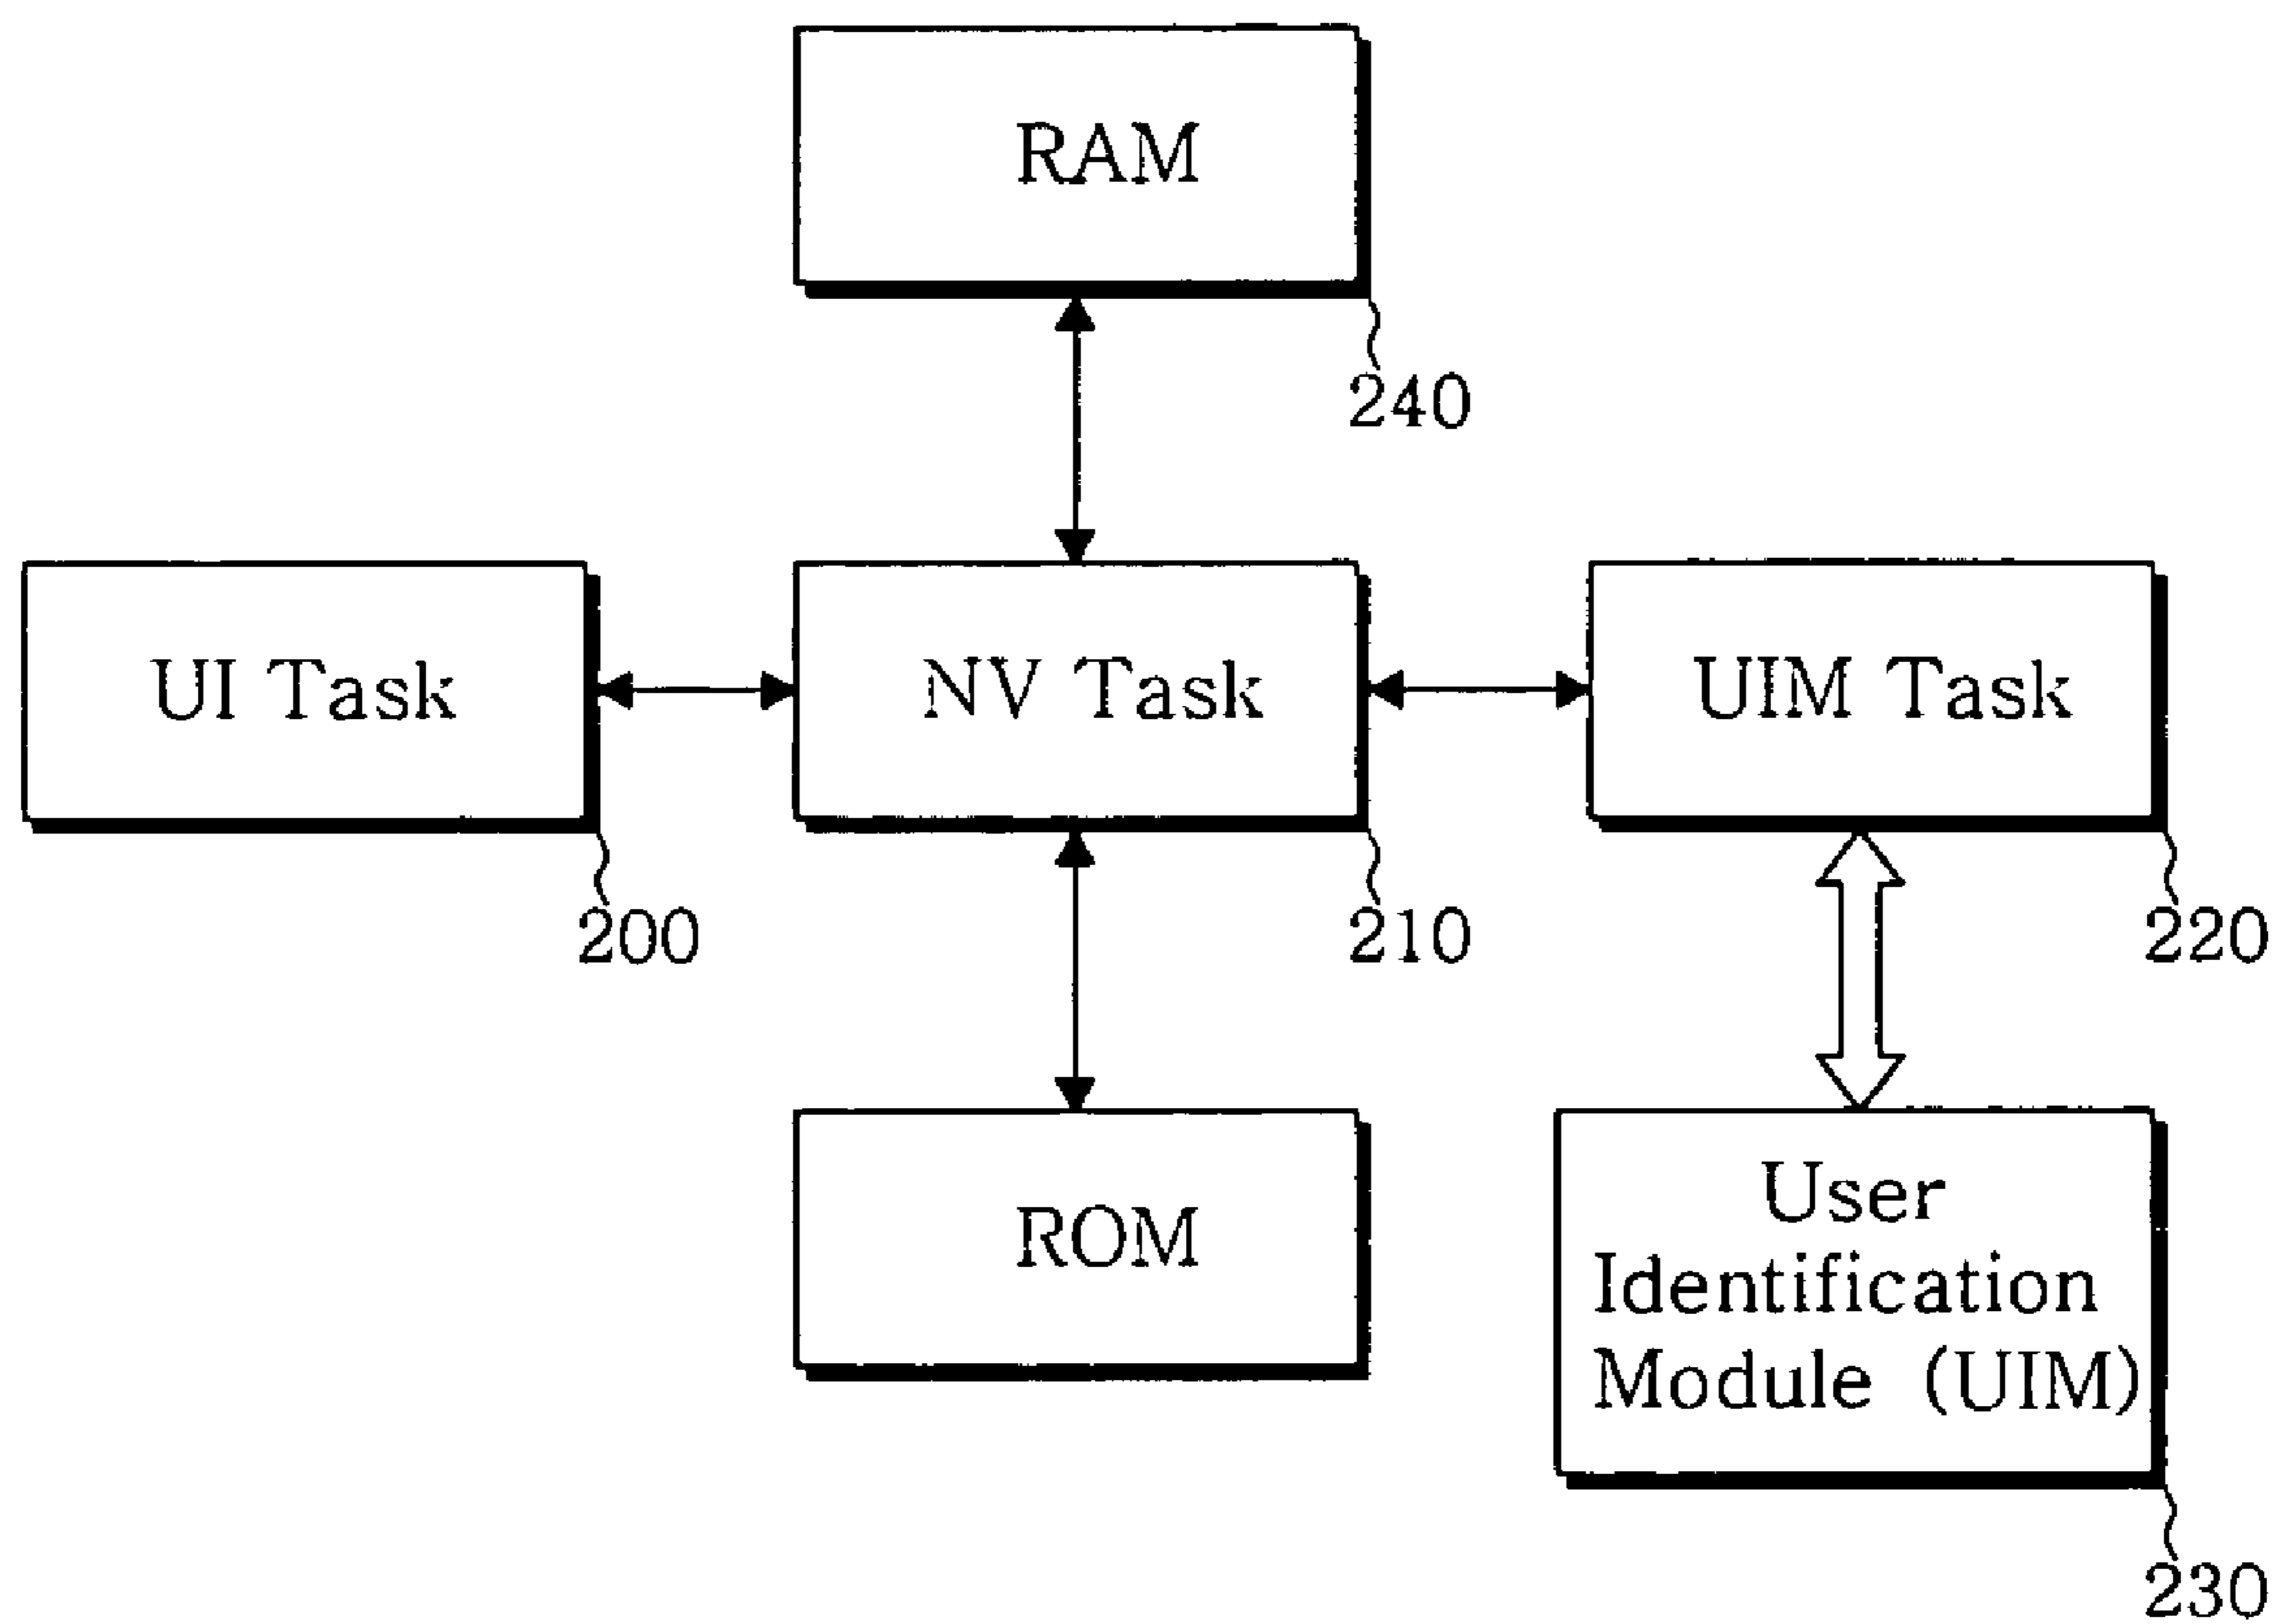 RAM
240
UI Task
NV Task
UIM Task
200
210
220
ROM
User
Identification
Module (UIM)
230